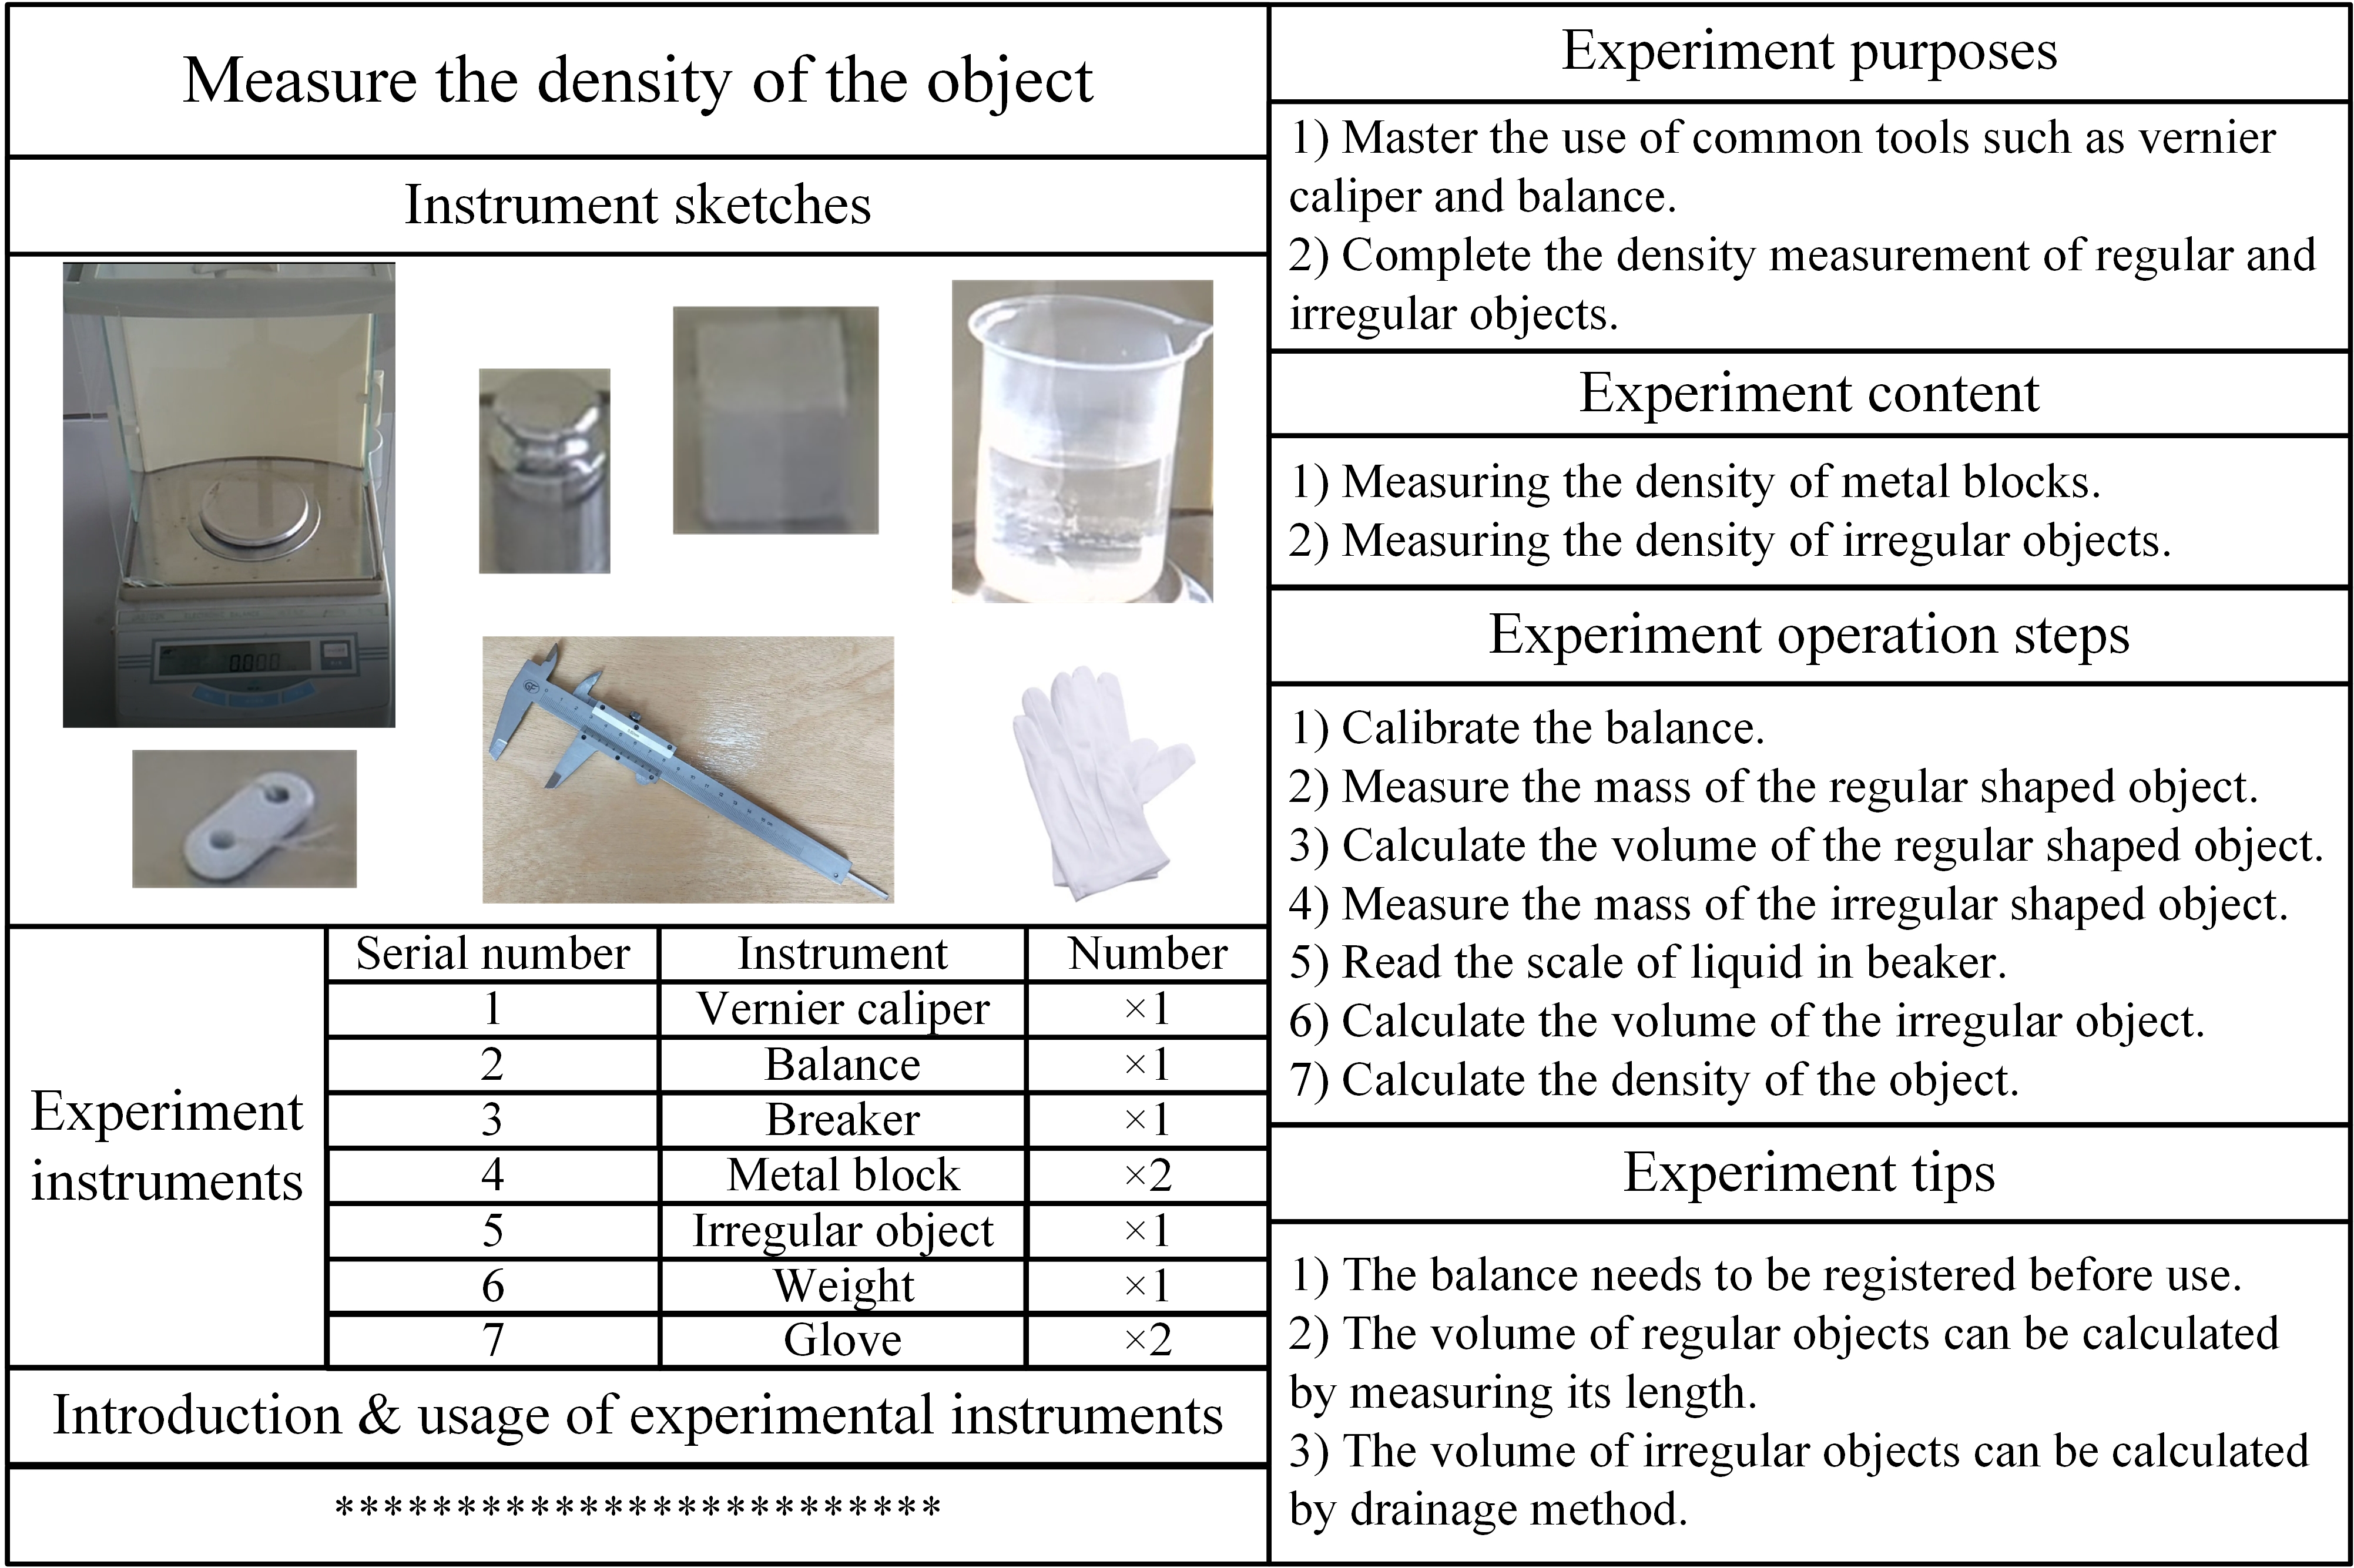 Measure the density of the object
Instrument sketches
0.000
Experiment instruments
Serial number Instrument Number
1 Vernier caliper ×1
2 Balance ×1
3 Breaker ×1
4 Metal block ×2
5 Irregular object ×1
6 Weight ×1
7 Glove ×2
Introduction & usage of experimental instruments
*************************
Experiment purposes
1) Master the use of common tools such as vernier
caliper and balance.
2) Complete the density measurement of regular and
irregular objects.
Experiment content
1) Measuring the density of metal blocks.
2) Measuring the density of irregular objects.
Experiment operation steps
1) Calibrate the balance.
2) Measure the mass of the regular shaped object.
3) Calculate the volume of the regular shaped object.
4) Measure the mass of the irregular shaped object.
5) Read the scale of liquid in beaker.
6) Calculate the volume of the irregular object.
7) Calculate the density of the object.
Experiment tips
1) The balance needs to be registered before use.
2) The volume of regular objects can be calculated
by measuring its length.
3) The volume of irregular objects can be calculated
by drainage method.